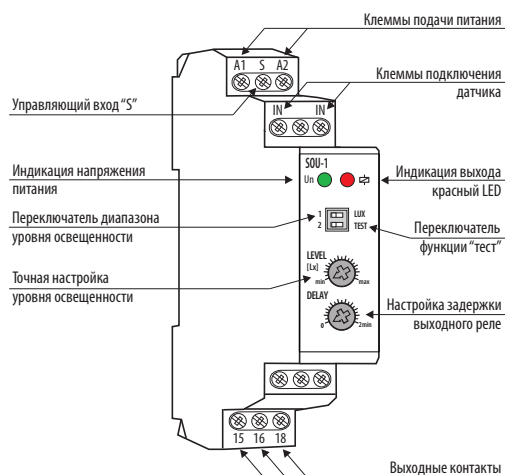 Клеммы подачи питания
A1 S A2
Клеммы подключения
датчика
IN IN
Управляющий вход “S”
SOU-1
Индикация напряжения
питания
Un
Индикация выхода
красный LED
Переключатель диапазона
уровня освещенности
1 LUX
2 TEST
Переключатель
функции “тест”
LEVEL
[Lx]
min max
Точная настройка
уровня освещенности
DELAY
0 2min
Настройка задержки
выходного реле
15 16 18
Выходные контакты